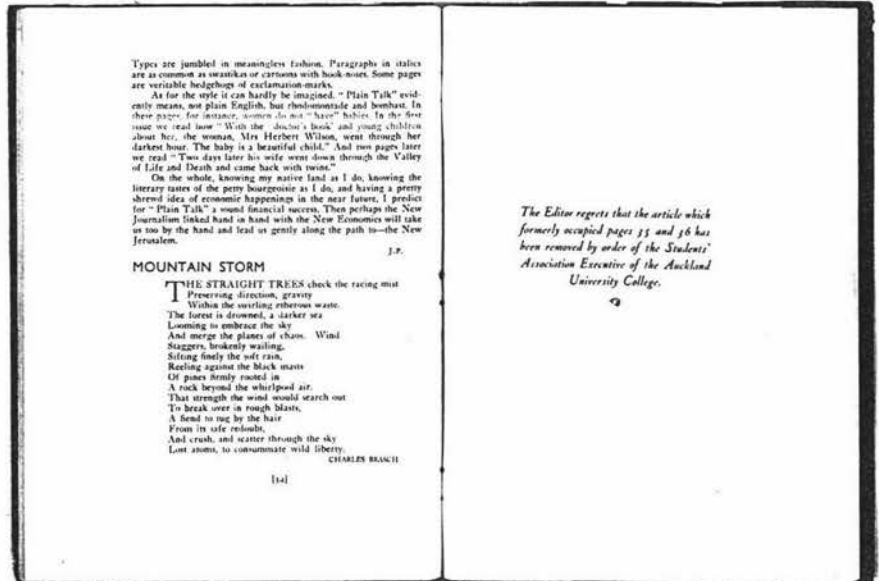 Types are jumbled in meaningless fashion. Paragraphs in italics
are as common as swastikas or cartoons with hook-noses. Some pages
are veritable hedgehogs of exclamation-marks.
As for the style it can hardly be imagined. "Plain Talk" evid-
ently means, not plain English, but rhodomontade and bombast. In
these pages, for instance, women do not "have" babies. In the first
issue we read how "With the 'doctor's book' and young children
about her, the woman, Mrs Herbert Wilson, went through her
darkest hour. The baby is a beautiful child." And two pages later
we read "Two days later his wife went down through the Valley
of Life and Death and came back with twins."
On the whole, knowing my native land as I do, knowing the
literary tastes of the petty bourgeoisie as I do, and having a pretty
shrewd idea of economic happenings in the near future, I predict
for "Plain Talk" a sound financial success. Then perhaps the New
Journalism linked hand in hand with the New Economics will take
us too by the hand and lead us gently along the path to—the New
Jerusalem.
J.P.
MOUNTAIN STORM
THE STRAIGHT TREES check the racing mist
Preserving direction, gravity
Within the swirling etherous waste.
The forest is drowned, a darker sea
Looming to embrace the sky
And merge the planes of chaos. Wind
Staggers, brokenly wailing,
Sifting finely the soft rain,
Reeling against the black masts
Of pines firmly rooted in
A rock beyond the whirlpool air.
That strength the wind would search out
To break over in rough blasts,
A fiend to tug by the hair
From its safe redoubt,
And crush, and scatter through the sky
Lost atoms, to consummate wild liberty.
CHARLES BRASCH
[34]
The Editor regrets that the article which
formerly occupied pages 35 and 36 has
been removed by order of the Students'
Association Executive of the Auckland
University College.